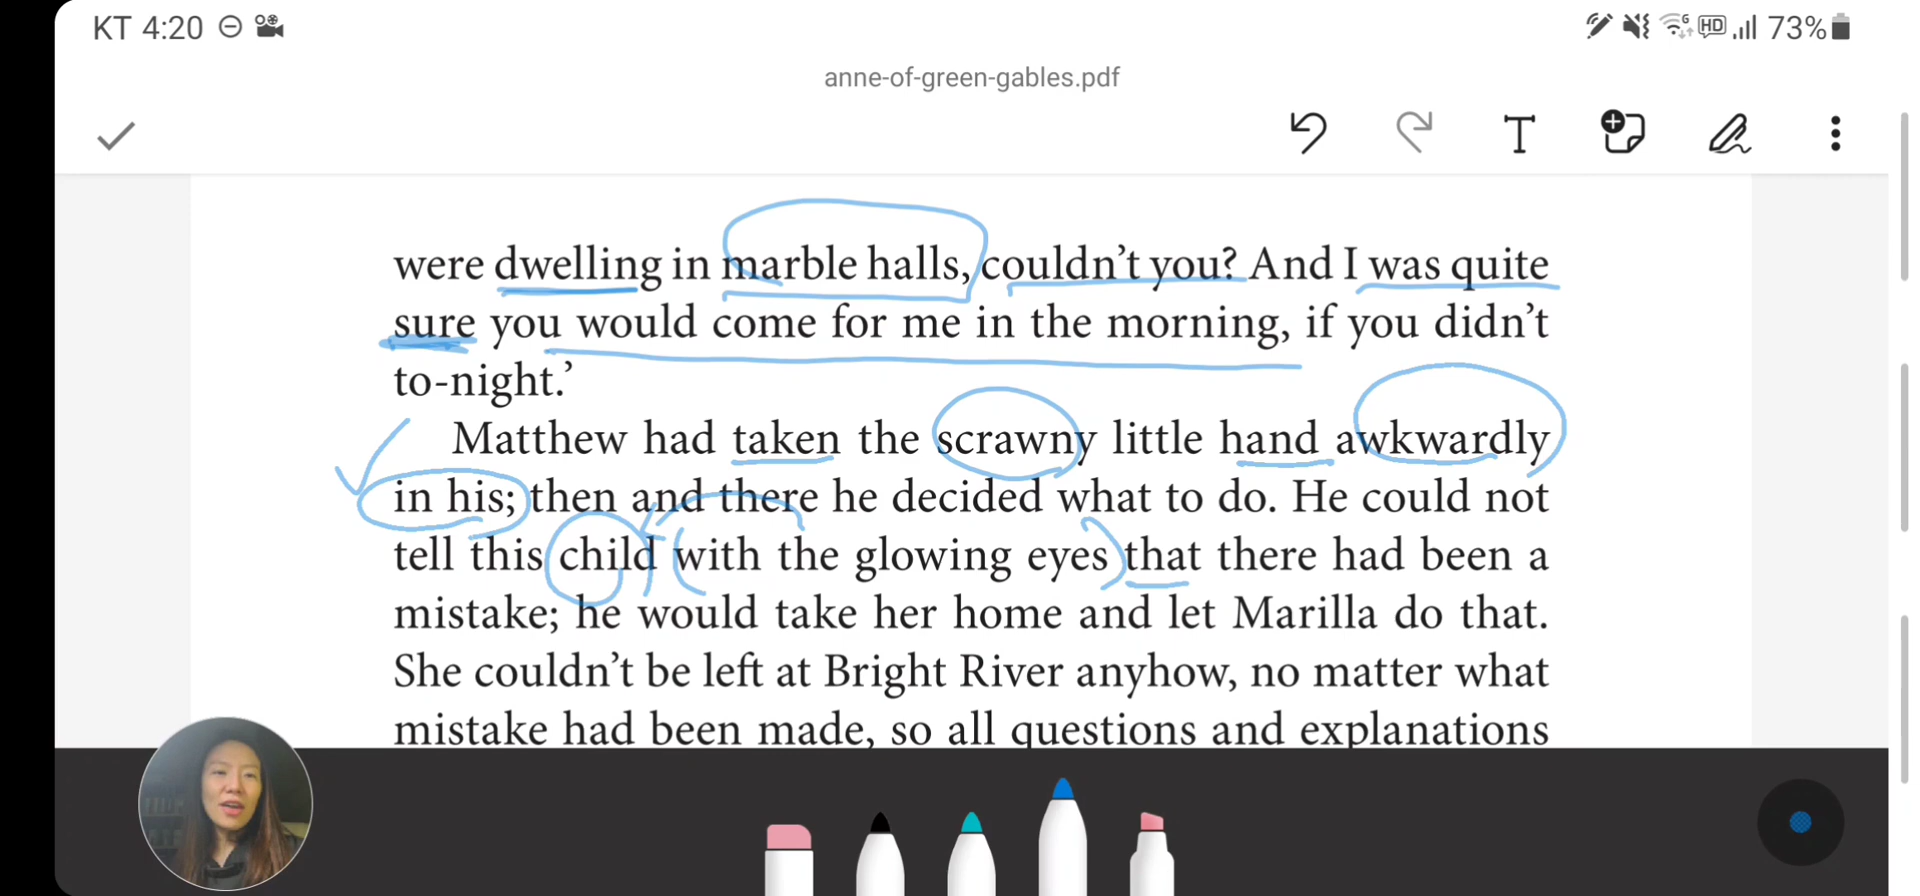 KT 4:20 HD 73%
anne-of-green-gables.pdf
T
were dwelling in marble halls, couldn’t you? And I was quite
sure you would come for me in the morning, if you didn’t
to-night.’
Matthew had taken the scrawny little hand awkwardly
in his; then and there he decided what to do. He could not
tell this child with the glowing eyes that there had been a
mistake; he would take her home and let Marilla do that.
She couldn’t be left at Bright River anyhow, no matter what
mistake had been made, so all questions and explanations